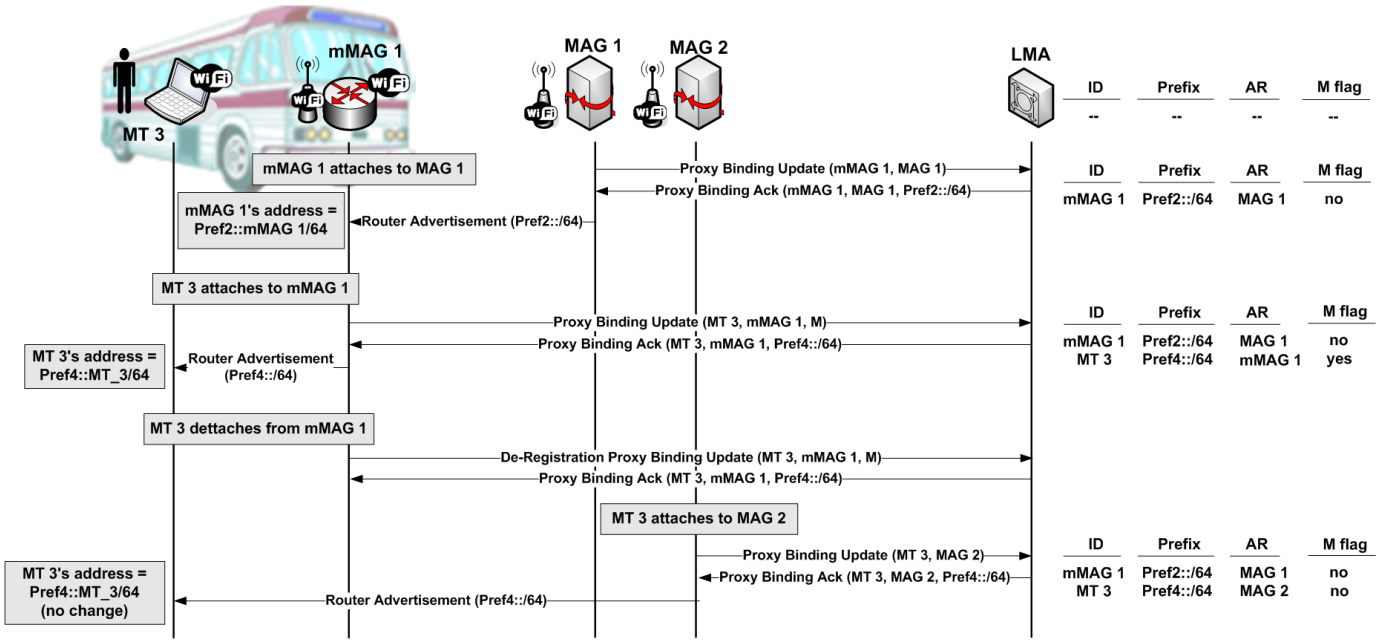 mMAG 1
MAG 1
MAG 2
LMA
WiFi
WiFi
WiFi
WiFi
WiFi
MT 3
ID Prefix AR M flag
-- -- -- --
mMAG 1 attaches to MAG 1
Proxy Binding Update (mMAG 1, MAG 1)
Proxy Binding Ack (mMAG 1, MAG 1, Pref2::/64)
ID Prefix AR M flag
mMAG 1 Pref2::/64 MAG 1 no
mMAG 1's address =
Pref2::mMAG 1/64
Router Advertisement (Pref2::/64)
MT 3 attaches to mMAG 1
Proxy Binding Update (MT 3, mMAG 1, M)
Proxy Binding Ack (MT 3, mMAG 1, Pref4::/64)
ID Prefix AR M flag
mMAG 1 Pref2::/64 MAG 1 no
MT 3 Pref4::/64 mMAG 1 yes
MT 3's address =
Pref4::MT_3/64
Router Advertisement
(Pref4::/64)
MT 3 dettaches from mMAG 1
De-Registration Proxy Binding Update (MT 3, mMAG 1, M)
Proxy Binding Ack (MT 3, mMAG 1, Pref4::/64)
MT 3 attaches to MAG 2
Proxy Binding Update (MT 3, MAG 2)
Proxy Binding Ack (MT 3, MAG 2, Pref4::/64)
ID Prefix AR M flag
mMAG 1 Pref2::/64 MAG 1 no
MT 3 Pref4::/64 MAG 2 no
MT 3's address =
Pref4::MT_3/64
(no change)
Router Advertisement (Pref4::/64)